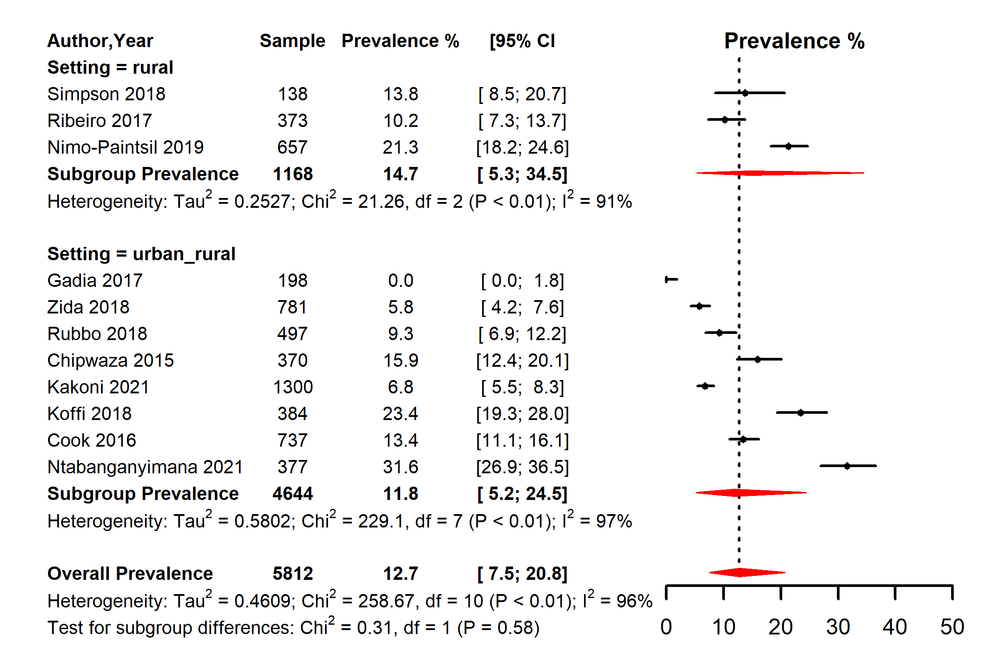 Author,Year Sample Prevalence % [95% CI Prevalence %
Setting = rural
Simpson 2018 138 13.8 [ 8.5; 20.7]
Ribeiro 2017 373 10.2 [ 7.3; 13.7]
Nimo-Paintsil 2019 657 21.3 [18.2; 24.6]
Subgroup Prevalence 1168 14.7 [ 5.3; 34.5]
Heterogeneity: Tau² = 0.2527; Chi² = 21.26, df = 2 (P < 0.01); I² = 91%
Setting = urban_rural
Gadia 2017 198 0.0 [ 0.0; 1.8]
Zida 2018 781 5.8 [ 4.2; 7.6]
Rubbo 2018 497 9.3 [ 6.9; 12.2]
Chipwaza 2015 370 15.9 [12.4; 20.1]
Kakoni 2021 1300 6.8 [ 5.5; 8.3]
Koffi 2018 384 23.4 [19.3; 28.0]
Cook 2016 737 13.4 [11.1; 16.1]
Ntabanganyimana 2021 377 31.6 [26.9; 36.5]
Subgroup Prevalence 4644 11.8 [ 5.2; 24.5]
Heterogeneity: Tau² = 0.5802; Chi² = 229.1, df = 7 (P < 0.01); I² = 97%
Overall Prevalence 5812 12.7 [ 7.5; 20.8]
Heterogeneity: Tau² = 0.4609; Chi² = 258.67, df = 10 (P < 0.01); I² = 96%
Test for subgroup differences: Chi² = 0.31, df = 1 (P = 0.58)
0 10 20 30 40 50